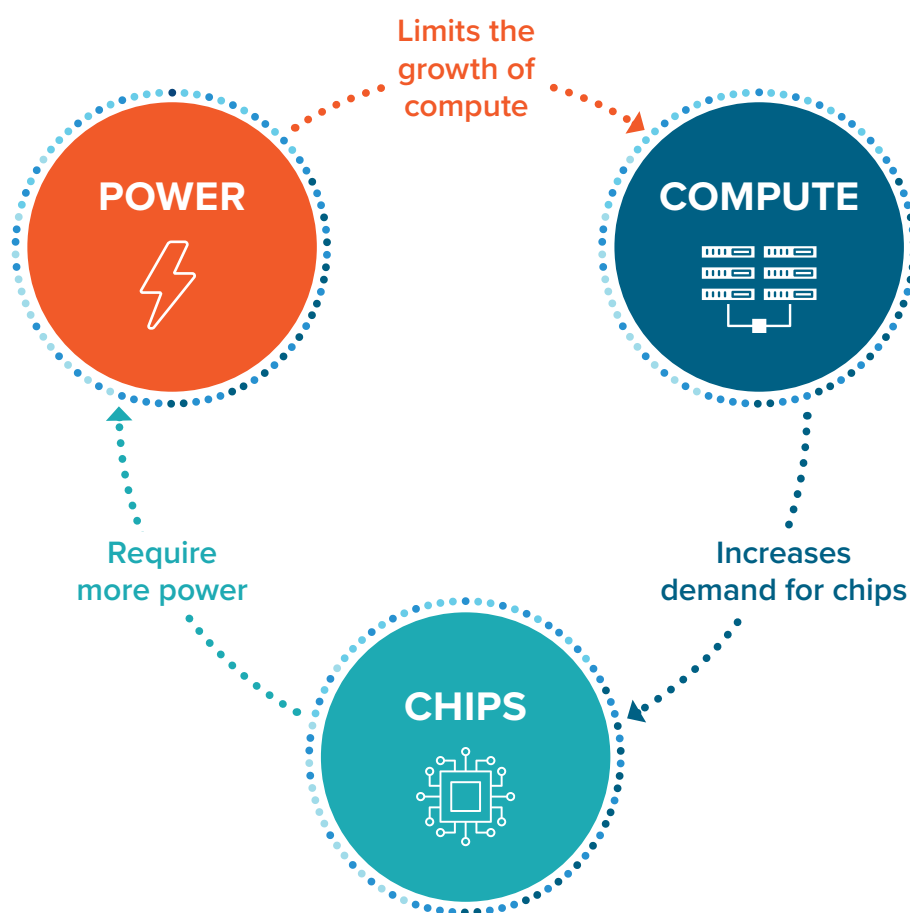 Limits the
growth of
compute
POWER
COMPUTE
Require
more power
Increases
demand for chips
CHIPS